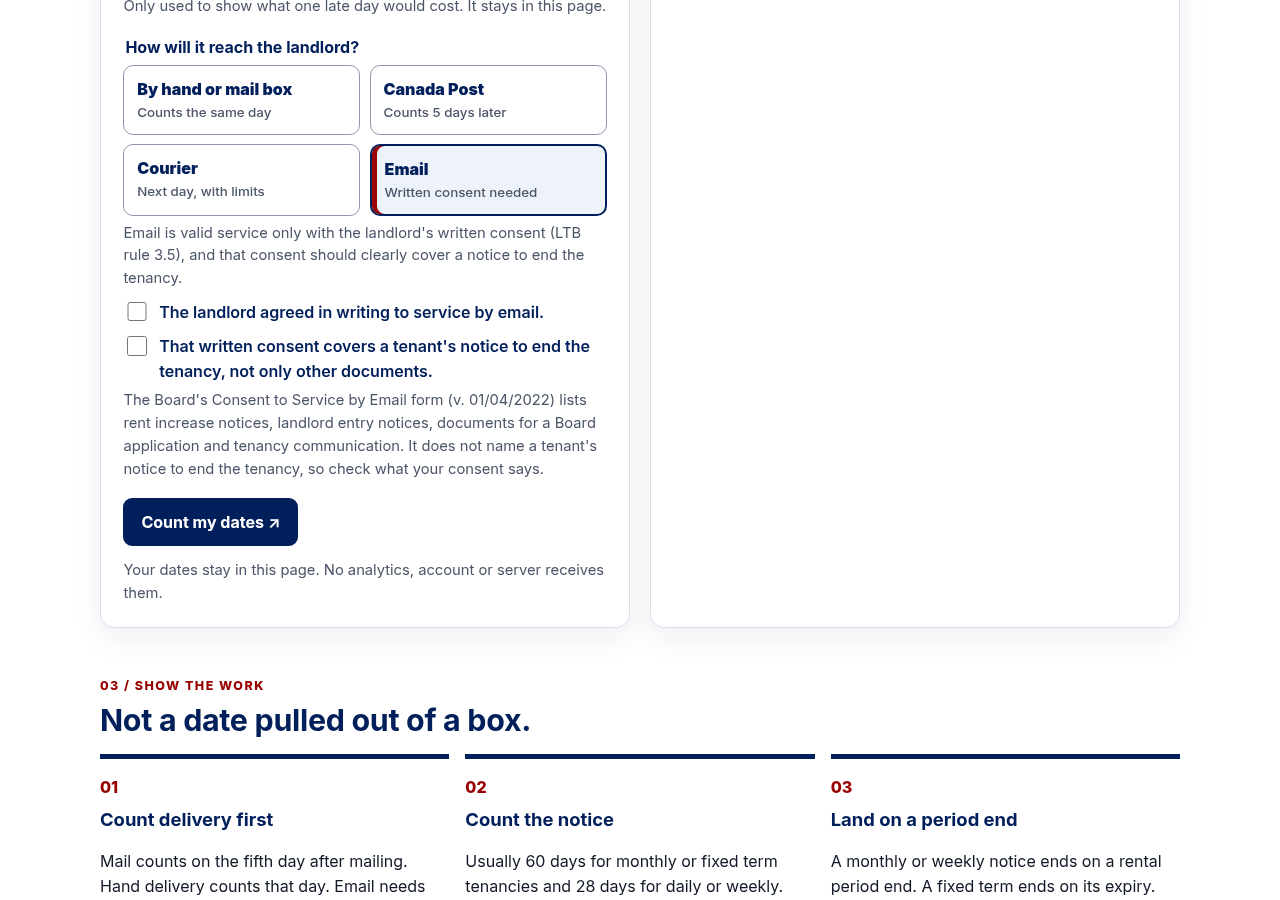 Only used to show what one late day would cost. It stays in this page.
How will it reach the landlord?
By hand or mail box
Counts the same day
Canada Post
Counts 5 days later
Courier
Next day, with limits
Email
Written consent needed
Email is valid service only with the landlord's written consent (LTB
rule 3.5), and that consent should clearly cover a notice to end the
tenancy.
The landlord agreed in writing to service by email.
That written consent covers a tenant's notice to end the
tenancy, not only other documents.
The Board's Consent to Service by Email form (v. 01/04/2022) lists
rent increase notices, landlord entry notices, documents for a Board
application and tenancy communication. It does not name a tenant's
notice to end the tenancy, so check what your consent says.
Count my dates ↗
Your dates stay in this page. No analytics, account or server receives
them.
03 / SHOW THE WORK
Not a date pulled out of a box.
01
Count delivery first
Mail counts on the fifth day after mailing.
Hand delivery counts that day. Email needs
02
Count the notice
Usually 60 days for monthly or fixed term
tenancies and 28 days for daily or weekly.
03
Land on a period end
A monthly or weekly notice ends on a rental
period end. A fixed term ends on its expiry.